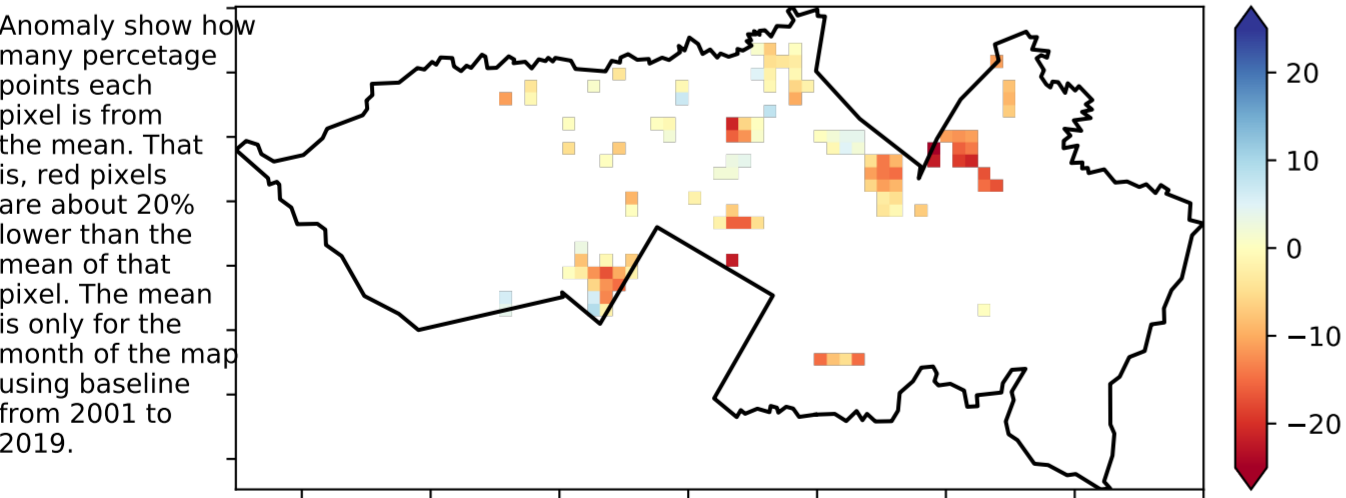 Anomaly show how
many percetage
points each
pixel is from
the mean. That
is, red pixels
are about 20%
lower than the
mean of that
pixel. The mean
is only for the
month of the map
using baseline
from 2001 to
2019.
20
10
0
−10
−20